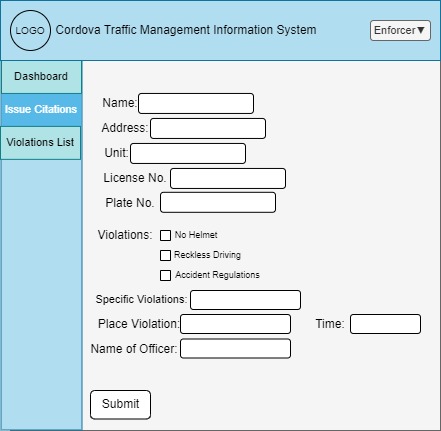 LOGO Cordova Traffic Management Information System Enforcer▼
Dashboard
Issue Citations
Violations List
Name:
Address:
Unit:
License No.
Plate No.
Violations: No Helmet
Reckless Driving
Accident Regulations
Specific Violations:
Place Violation: Time:
Name of Officer:
Submit